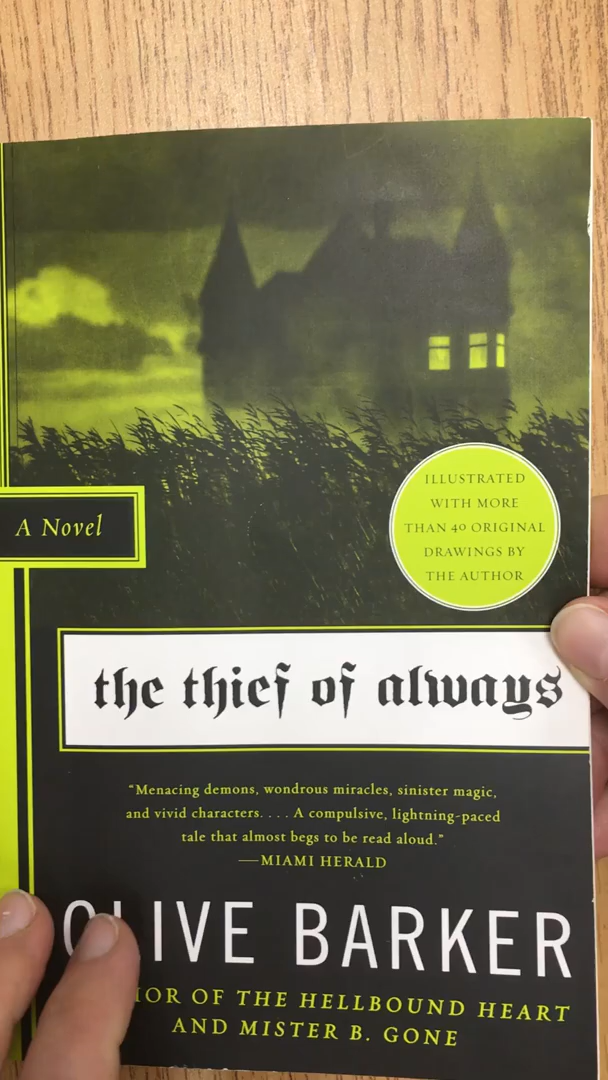 ILLUSTRATED
WITH MORE
THAN 40 ORIGINAL
DRAWINGS BY
THE AUTHOR
A Novel
the thief of always
“Menacing demons, wondrous miracles, sinister magic,
and vivid characters. . . . A compulsive, lightning-paced
tale that almost begs to be read aloud.”
—MIAMI HERALD
CLIVE BARKER
OF THE HELLBOUND HEART
AND MISTER B. GONE